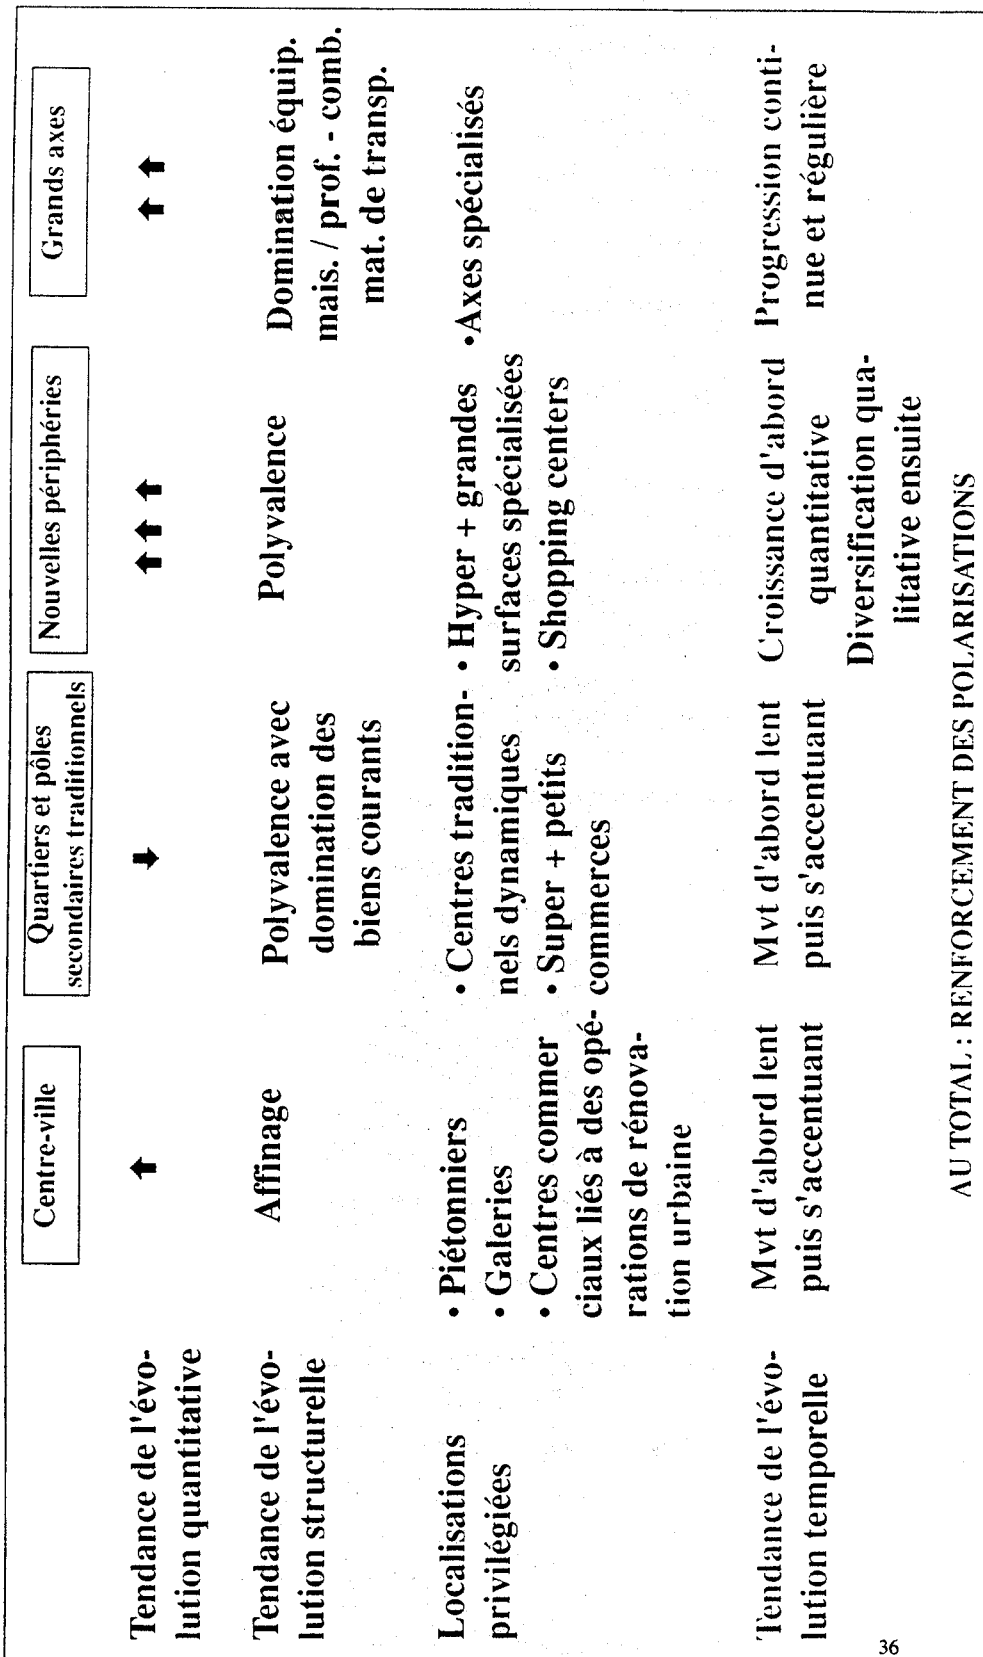 Centre-ville
Quartiers et pôles
secondaires traditionnels
Nouvelles périphéries
Grands axes
Tendance de l'évo-
lution quantitative
Tendance de l'évo-
lution structurelle
Affinage
Polyvalence avec
domination des
biens courants
Polyvalence
Domination équip.
mais. / prof. - comb.
mat. de transp.
Localisations
privilégiées
• Piétonniers
• Galeries
• Centres commer
ciaux liés à des opé-
rations de rénova-
tion urbaine
• Centres tradition-
nels dynamiques
• Super + petits
commerces
• Hyper + grandes
surfaces spécialisées
• Shopping centers
•Axes spécialisés
Tendance de l'évo-
lution temporelle
Mvt d'abord lent
puis s'accentuant
Mvt d'abord lent
puis s'accentuant
Croissance d'abord
quantitative
Diversification qua-
litative ensuite
Progression conti-
nue et régulière
AU TOTAL : RENFORCEMENT DES POLARISATIONS
36